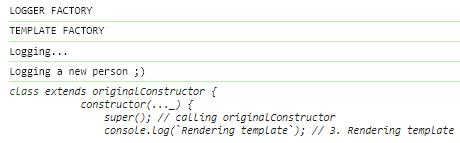 LOGGER FACTORY
TEMPLATE FACTORY
Logging...
Logging a new person ;)
class extends originalConstructor {
constructor(..._) {
super(); // calling originalConstructor
console.log(`Rendering template`); // 3. Rendering template